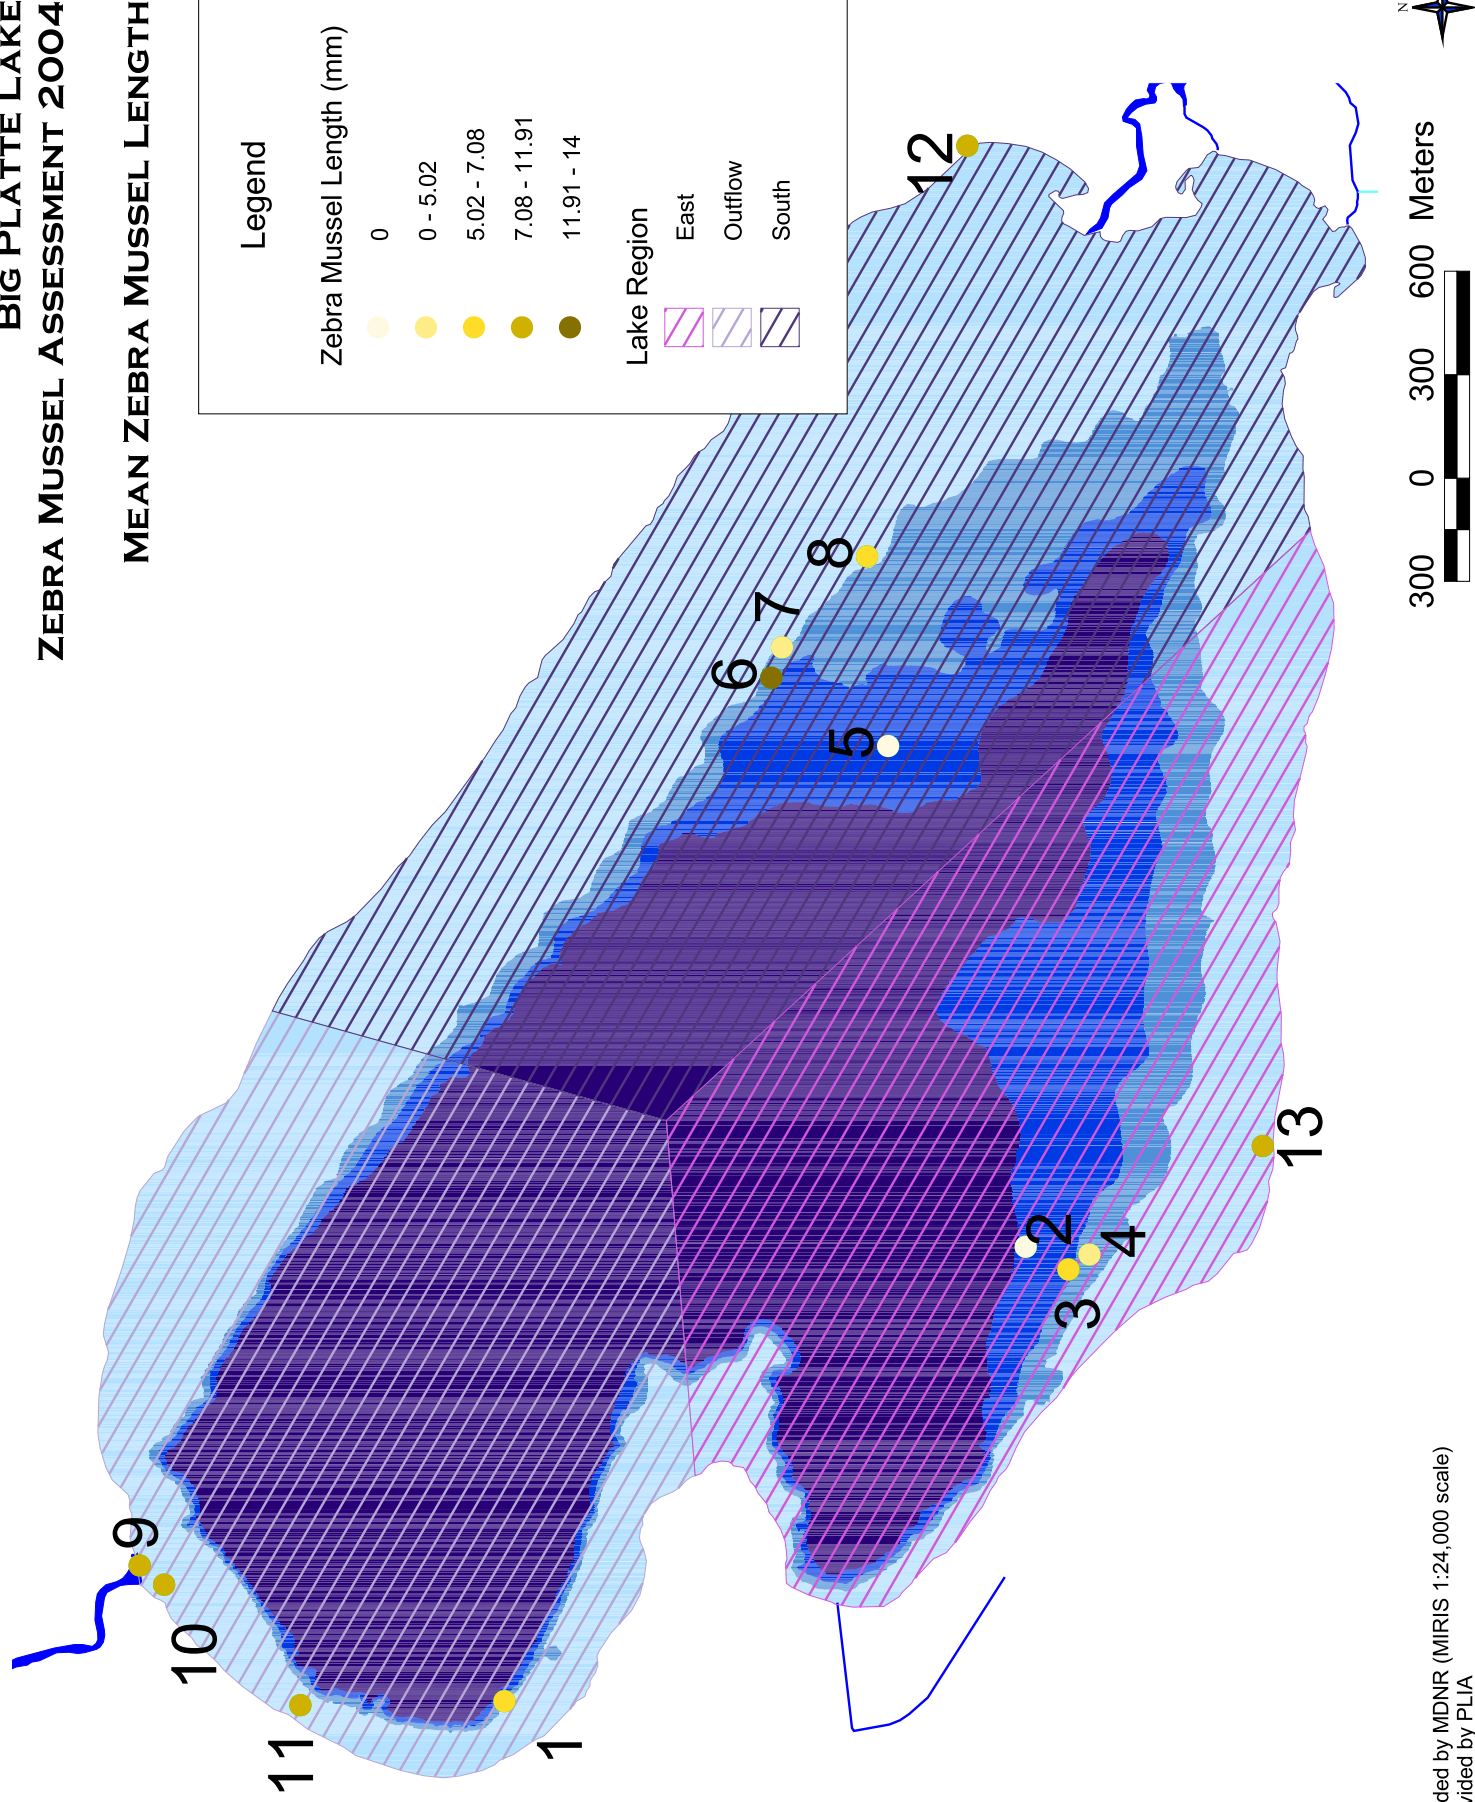 BIG PLATTE LAKE
ZEBRA MUSSEL ASSESSMENT 2004
MEAN ZEBRA MUSSEL LENGTH
Legend
Zebra Mussel Length (mm)
0
0 - 5.02
5.02 - 7.08
7.08 - 11.91
11.91 - 14
Lake Region
East
Outflow
South
12
8
7
6
5
9
10
11
1
2
3
4
13
N
300 0 300 600 Meters
ded by MDNR (MIRIS 1:24,000 scale)
vided by PLIA